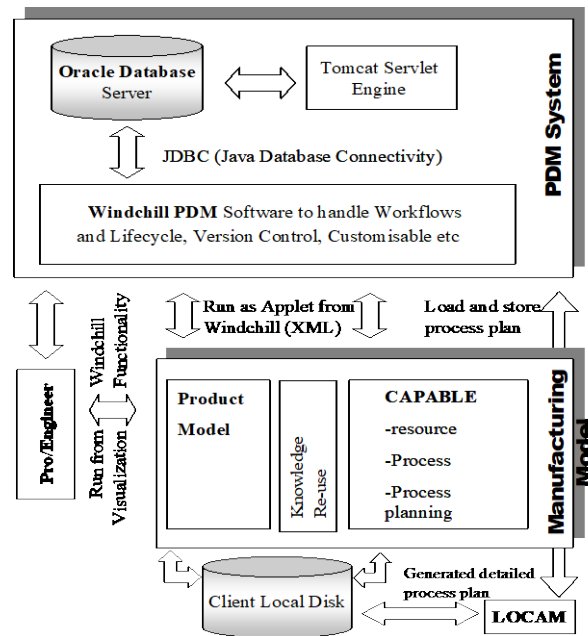 Oracle Database
Server
Tomcat Servlet
Engine
JDBC (Java Database Connectivity)
Windchill PDM Software to handle Workflows
and Lifecycle, Version Control, Customisable etc
PDM System
Run as Applet from
Windchill (XML)
Load and store
process plan
Pro/Engineer
Windchill
Functionality
Run from
Visualization
Product
Model
Knowledge
Re-use
CAPABLE
-resource
-Process
-Process
planning
Manufacturing
Model
Client Local Disk
Generated detailed
process plan
LOCAM